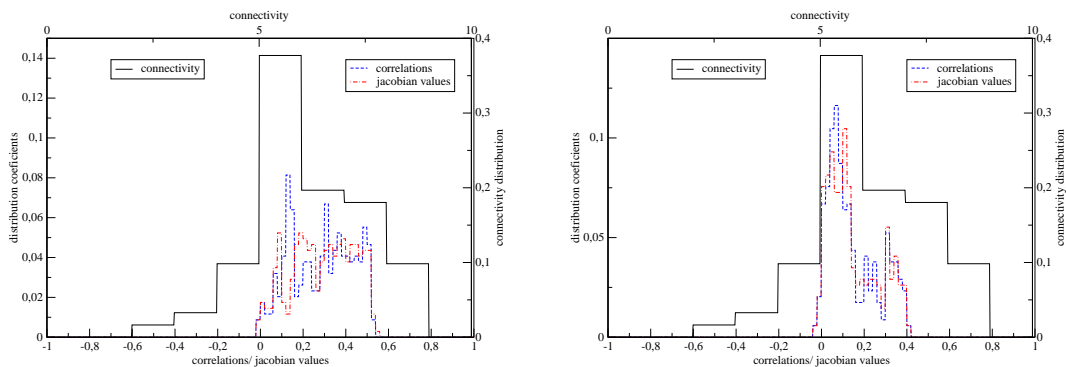 connectivity
0 5 10
0,14
0,12
0,1
0,08
0,06
0,04
0,02
0
distribution coeficients
connectivity
correlations
jacobian values
0,4
0,3
0,2
0,1
0
connectivity distribution
-1 -0,8 -0,6 -0,4 -0,2 0 0,2 0,4 0,6 0,8 1
correlations/ jacobian values
connectivity
0 5 10
0,1
0,05
0
distribution coeficients
connectivity
correlations
jacobian values
0,4
0,3
0,2
0,1
0
connectivity distribution
-1 -0,8 -0,6 -0,4 -0,2 0 0,2 0,4 0,6 0,8 1
correlations/ jacobian values